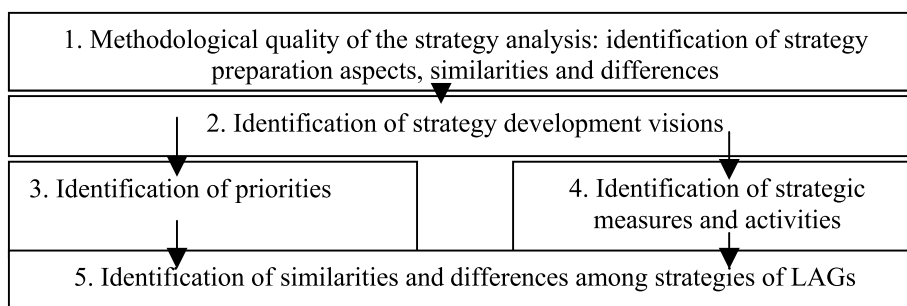 1. Methodological quality of the strategy analysis: identification of strategy
preparation aspects, similarities and differences
2. Identification of strategy development visions
3. Identification of priorities
4. Identification of strategic
measures and activities
5. Identification of similarities and differences among strategies of LAGs